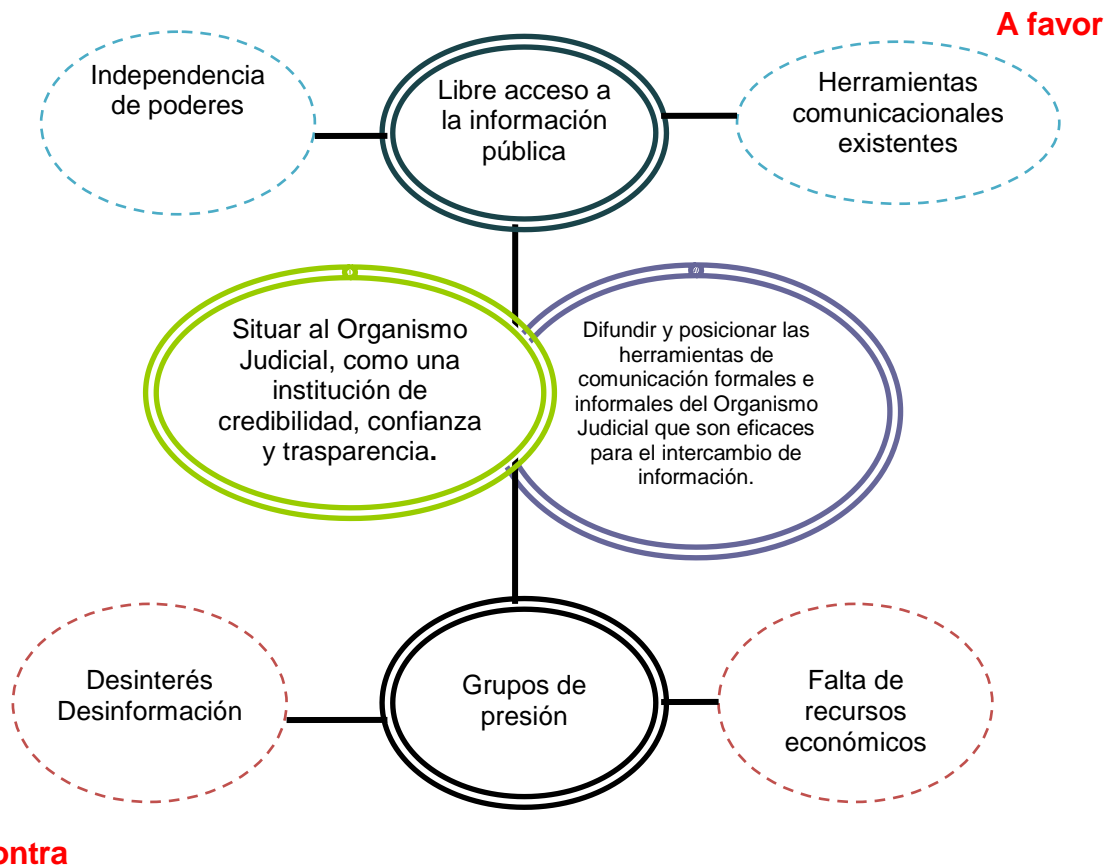 A favor
Independencia
de poderes
Libre acceso a
la información
pública
Herramientas
comunicacionales
existentes
Situar al Organismo
Judicial, como una
institución de
credibilidad, confianza
y trasparencia.
Difundir y posicionar las
herramientas de
comunicación formales e
informales del Organismo
Judicial que son eficaces
para el intercambio de
información.
Desinterés
Desinformación
Grupos de
presión
Falta de
recursos
económicos
ontra